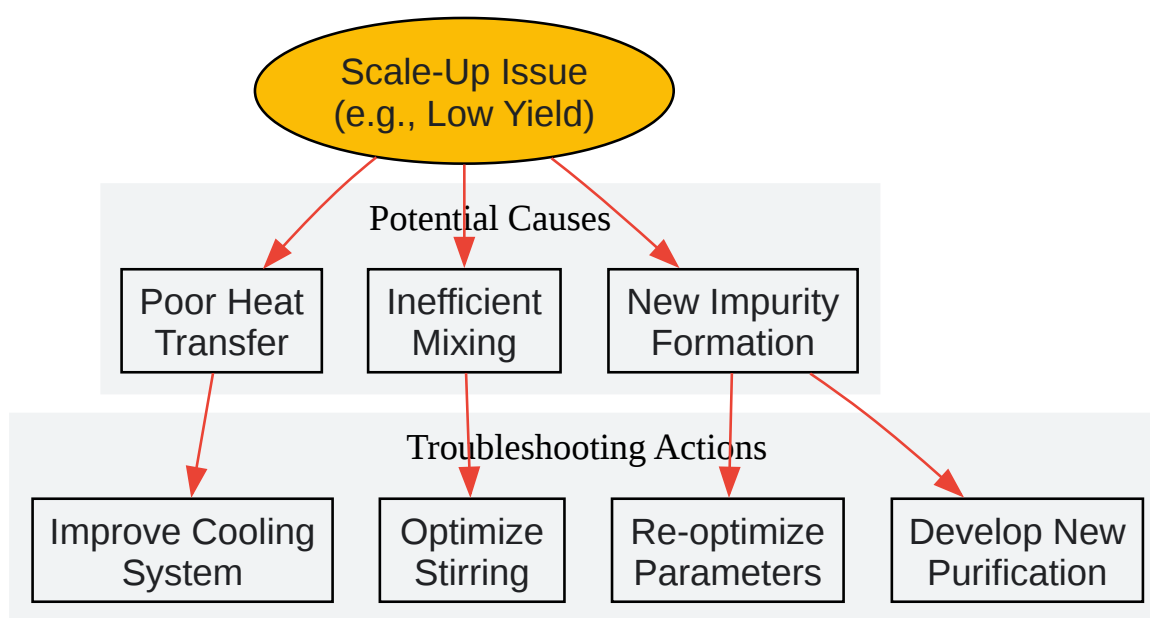 Scale-Up Issue
(e.g., Low Yield)
Potential Causes
Poor Heat
Transfer
Inefficient
Mixing
New Impurity
Formation
Troubleshooting Actions
Improve Cooling
System
Optimize
Stirring
Re-optimize
Parameters
Develop New
Purification